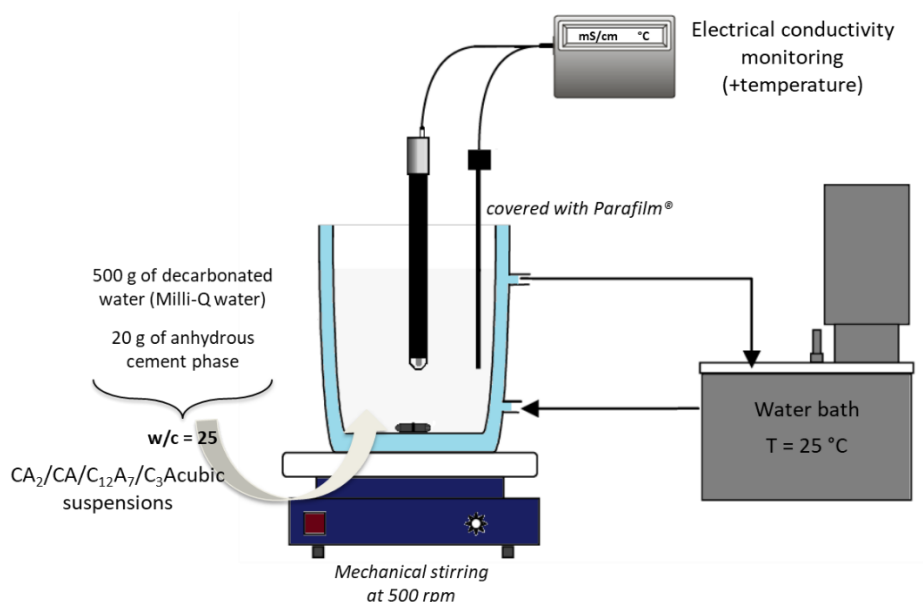 mS/cm °C
Electrical conductivity
monitoring
(+temperature)
covered with Parafilm®
500 g of decarbonated
water (Milli-Q water)
20 g of anhydrous
cement phase
w/c = 25
CA₂/CA/C₁₂A₇/C₃Acubic
suspensions
Water bath
T = 25 °C
Mechanical stirring
at 500 rpm